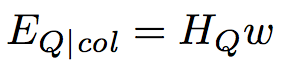 E_{Q|col} = H_Q w